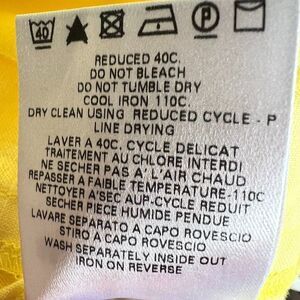 40
P
REDUCED 40C.
DO NOT BLEACH
DO NOT TUMBLE DRY
COOL IRON 110C.
DRY CLEAN USING REDUCED CYCLE - P
LINE DRYING
LAVER A 40C. CYCLE DELICAT
TRAITEMENT AU CHLORE INTERDI
NE SECHER PAS A'L'AIR CHAUD
REPASSER A FAIBLE TEMPERATURE -110C
NETTOYER A'SEC AUP-CYCLE REDUIT
SECHER PIECE HUMIDE PENDUE
LAVARE SEPARATO A CAPO ROVESCIO
STIRO A CAPO ROVESCIO
WASH SEPARATELY INSIDE OUT
IRON ON REVERSE